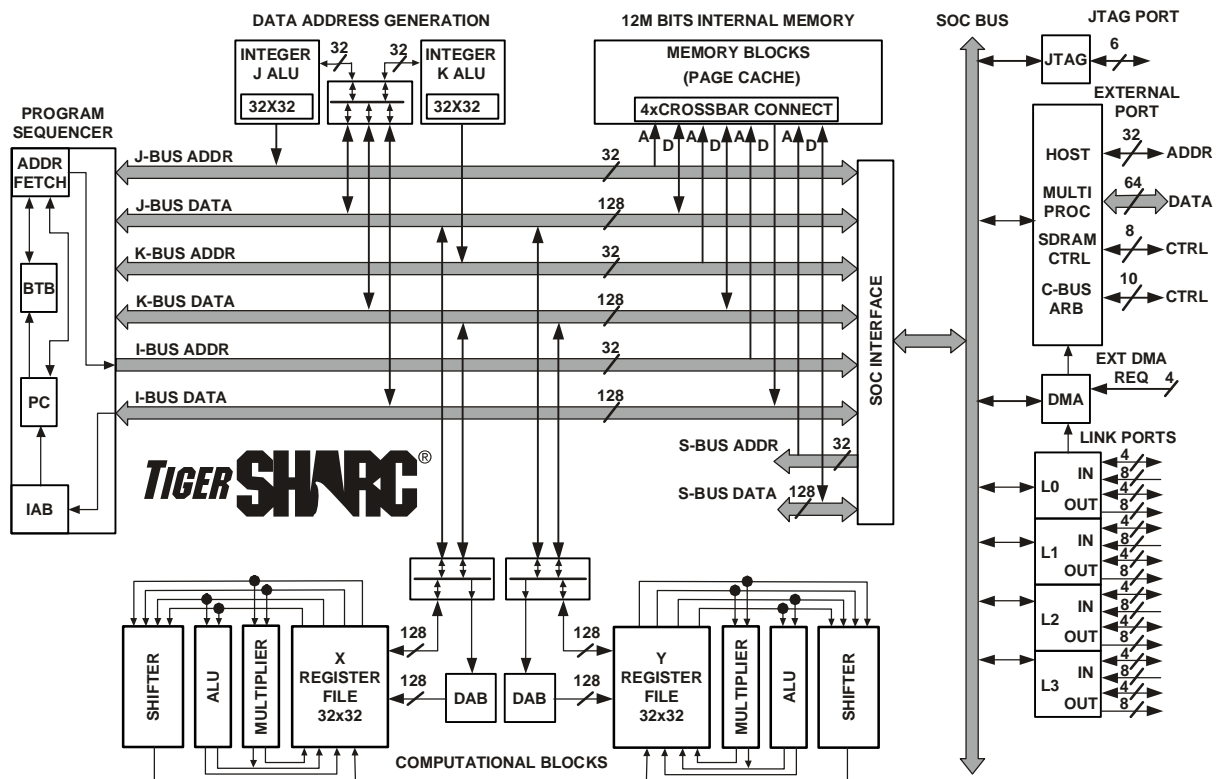 DATA ADDRESS GENERATION
12M BITS INTERNAL MEMORY
SOC BUS
JTAG PORT
INTEGER
J ALU
32X32
32
32
INTEGER
K ALU
32X32
MEMORY BLOCKS
(PAGE CACHE)
4xCROSSBAR CONNECT
A D A D A D A D
JTAG
6
PROGRAM
SEQUENCER
ADDR
FETCH
BTB
PC
IAB
J-BUS ADDR
32
J-BUS DATA
128
K-BUS ADDR
32
K-BUS DATA
128
I-BUS ADDR
32
I-BUS DATA
128
S-BUS ADDR
32
S-BUS DATA
128
SOC INTERFACE
EXTERNAL
PORT
HOST
32
ADDR
MULTI
PROC
64
DATA
SDRAM
CTRL
8
CTRL
C-BUS
ARB
10
CTRL
EXT DMA
REQ
4
DMA
LINK PORTS
L0
IN
OUT
4
8
4
8
L1
IN
OUT
4
8
4
8
L2
IN
OUT
4
8
4
8
L3
IN
OUT
4
8
4
8
TIGER SHARC®
SHIFTER
ALU
MULTIPLIER
X
REGISTER
FILE
32x32
128
128
DAB
DAB
128
128
Y
REGISTER
FILE
32x32
MULTIPLIER
ALU
SHIFTER
COMPUTATIONAL BLOCKS